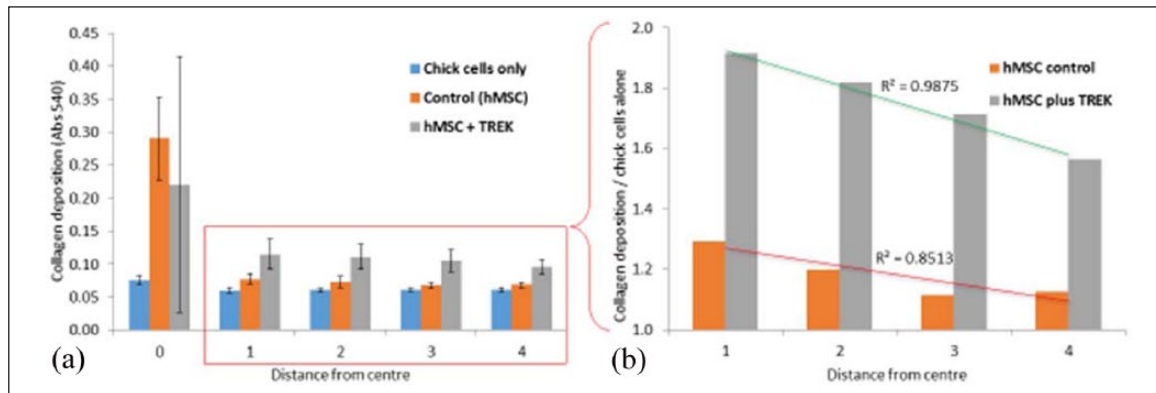 0.45
0.40
0.35
0.30
0.25
0.20
0.15
0.10
0.05
0.00
Collagen deposition (Abs 540)
Chick cells only
Control (hMSC)
hMSC + TREK
0 1 2 3 4
Distance from centre
(a)
2.0
1.8
1.6
1.4
1.2
1.0
Collagen deposition / chick cells alone
hMSC control
hMSC plus TREK
R² = 0.9875
R² = 0.8513
1 2 3 4
Distance from centre
(b)